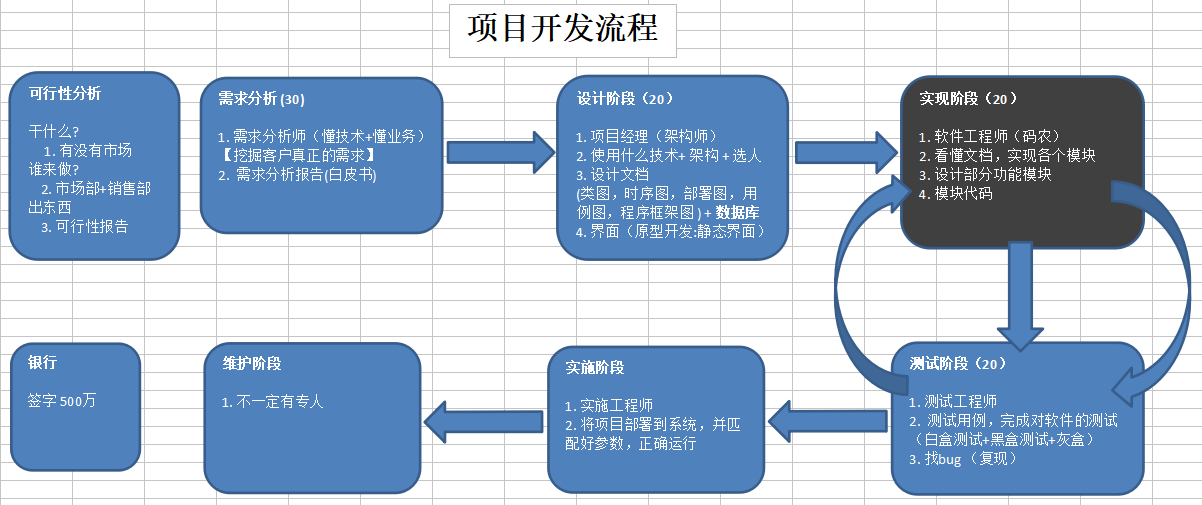 项目开发流程
可行性分析
干什么?
1. 有没有市场
谁来做?
2. 市场部+销售部
出东西
3. 可行性报告
需求分析 (30)
1. 需求分析师（懂技术+懂业务）
【挖掘客户真正的需求】
2. 需求分析报告(白皮书)
设计阶段（20）
1. 项目经理（架构师）
2. 使用什么技术+ 架构 + 选人
3. 设计文档
(类图，时序图，部署图，用
例图，程序框架图 ) + 数据库
4. 界面（原型开发:静态界面）
实现阶段（20）
1. 软件工程师（码农）
2. 看懂文档，实现各个模块
3. 设计部分功能模块
4. 模块代码
银行
签字 500万
维护阶段
1. 不一定有专人
实施阶段
1. 实施工程师
2. 将项目部署到系统，并匹
配好参数，正确运行
测试阶段（20）
1. 测试工程师
2. 测试用例，完成对软件的测试
（白盒测试+黑盒测试+灰盒）
3. 找bug （复现）